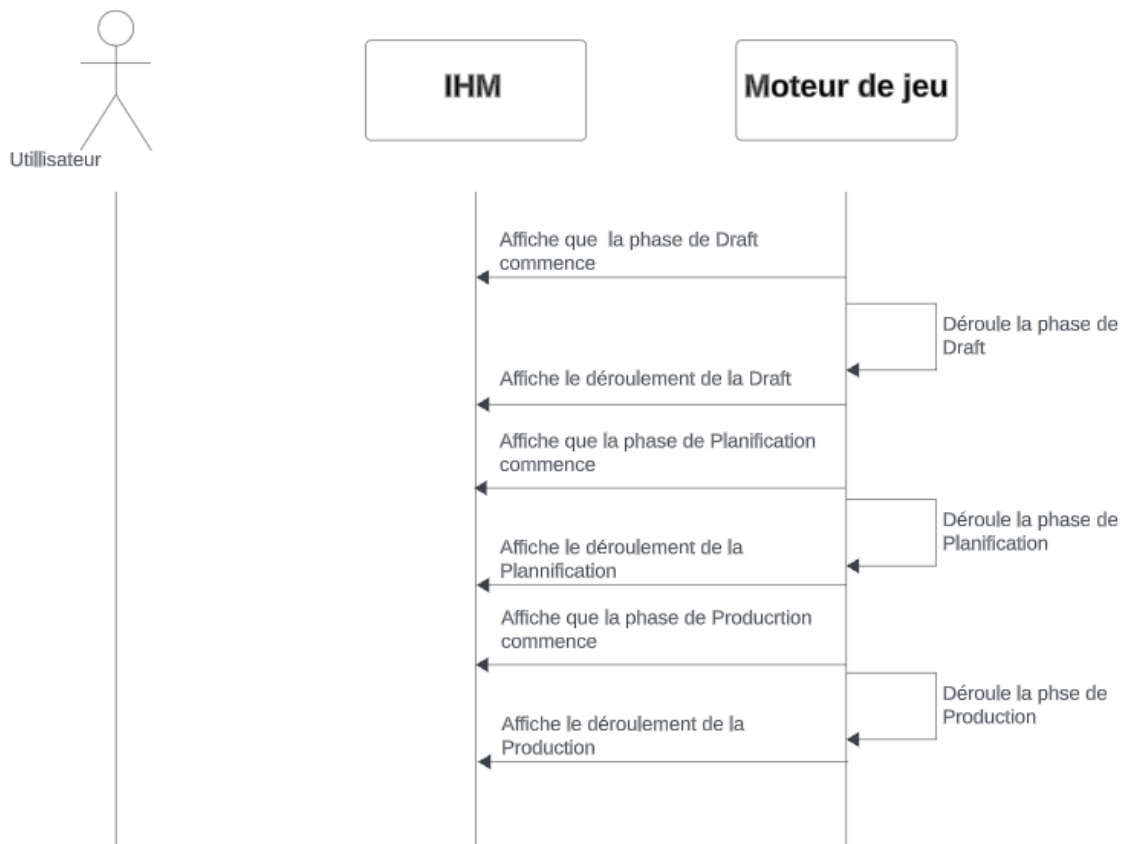 IHM
Moteur de jeu
Utillisateur
Affiche que la phase de Draft
commence
Déroule la phase de
Draft
Affiche le déroulement de la Draft
Affiche que la phase de Planification
commence
Déroule la phase de
Planification
Affiche le déroulement de la
Plannification
Affiche que la phase de Producrtion
commence
Déroule la phse de
Production
Affiche le déroulement de la
Production